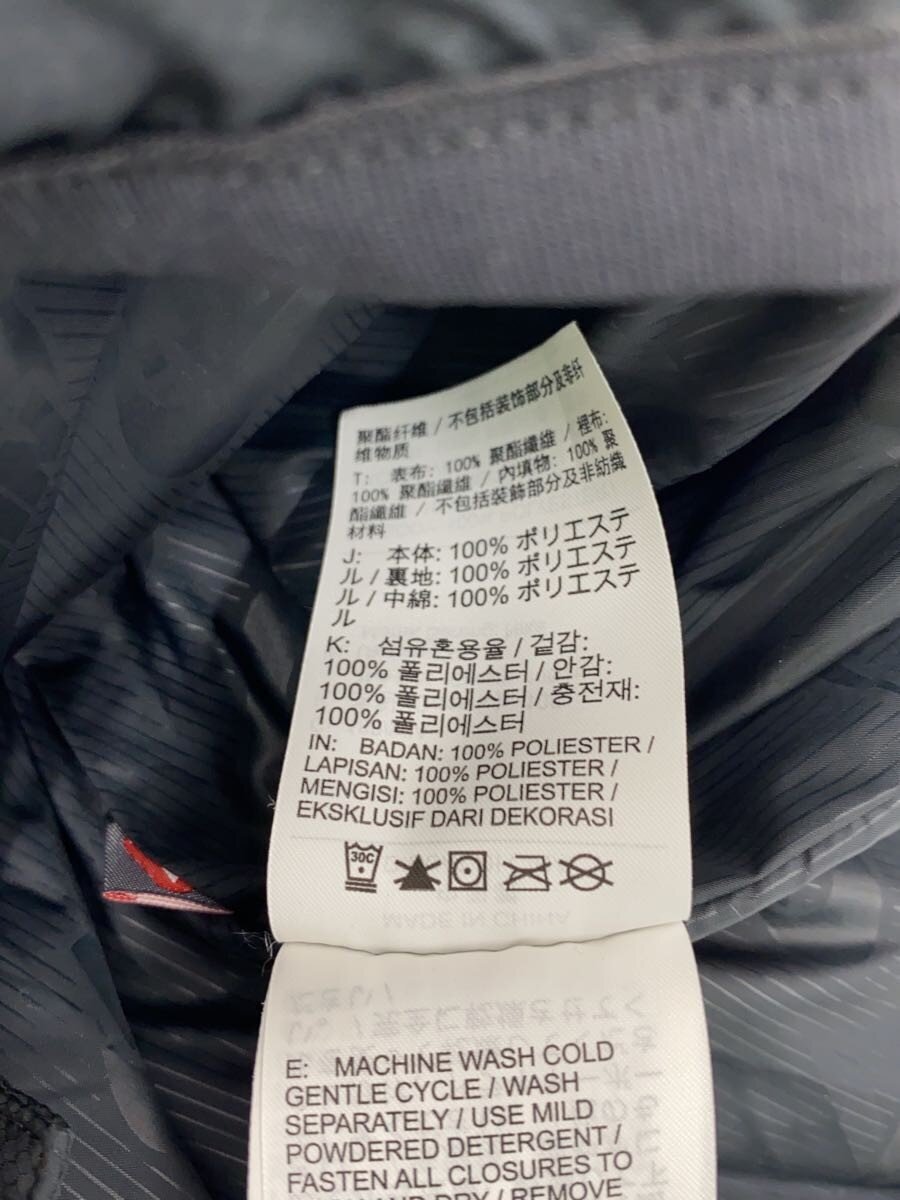 聚酯纤维 / 不包括装饰部分及非纤
维物质
T: 表布: 100% 聚酯纖維 / 裡布:
100% 聚酯纖維 / 內填物: 100% 聚
酯纖維 / 不包括裝飾部分及非紡織
材料
J: 本体: 100% ポリエステ
ル / 裏地: 100% ポリエステ
ル / 中綿: 100% ポリエステ
ル
K: 섬유혼용율 / 겉감:
100% 폴리에스터 / 안감:
100% 폴리에스터 / 충전재:
100% 폴리에스터
IN: BADAN: 100% POLIESTER /
LAPISAN: 100% POLIESTER /
MENGISI: 100% POLIESTER /
EKSKLUSIF DARI DEKORASI
30C
MADE IN CHINA
E: MACHINE WASH COLD
GENTLE CYCLE / WASH
SEPARATELY / USE MILD
POWDERED DETERGENT /
FASTEN ALL CLOSURES TO
AND DRY / REMOVE